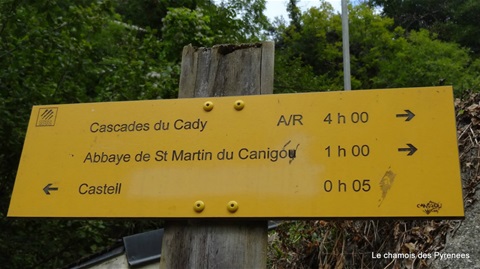 Cascades du Cady A/R 4 h 00 →
Abbaye de St Martin du Canigou 1 h 00 →
← Castell 0 h 05
Le chamois des Pyrenees